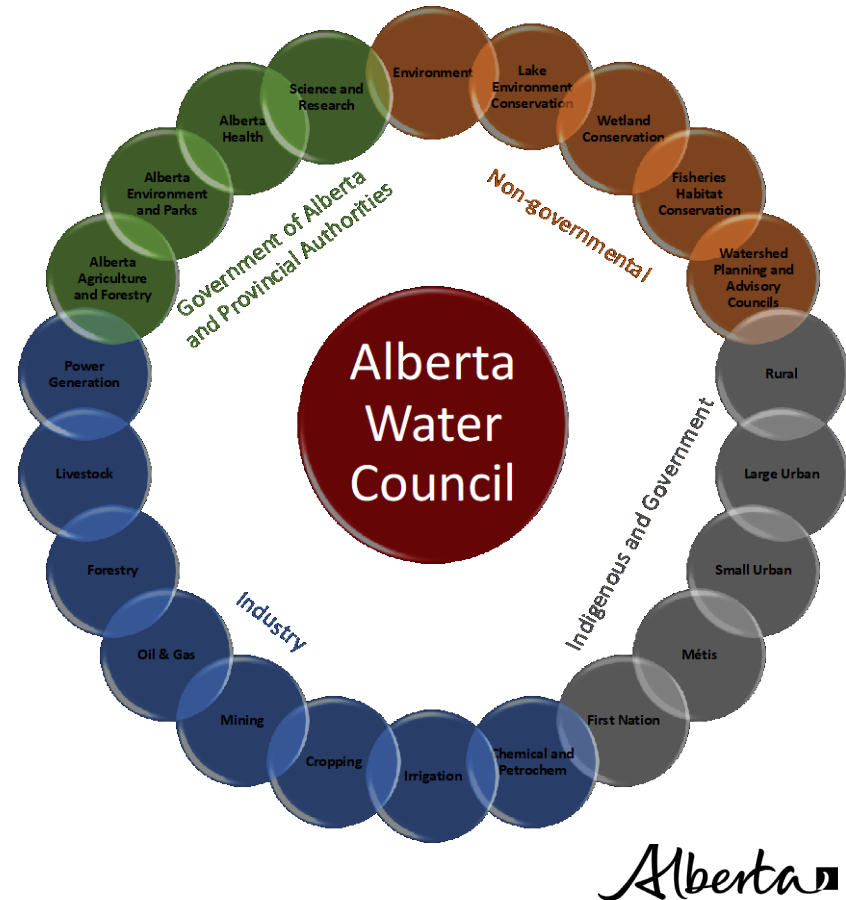 Environment
Lake
Environment
Conservation
Wetland
Conservation
Fisheries
Habitat
Conservation
Watershed
Planning and
Advisory
Councils
Rural
Large Urban
Small Urban
Métis
First Nation
Chemical and
Petrochem
Irrigation
Cropping
Mining
Oil & Gas
Forestry
Livestock
Power
Generation
Alberta
Agriculture
and Forestry
Alberta
Environment
and Parks
Alberta
Health
Science and
Research
Government of Alberta
and Provincial Authorities
Non-governmental
Indigenous and Government
Industry
Alberta
Water
Council
Alberta